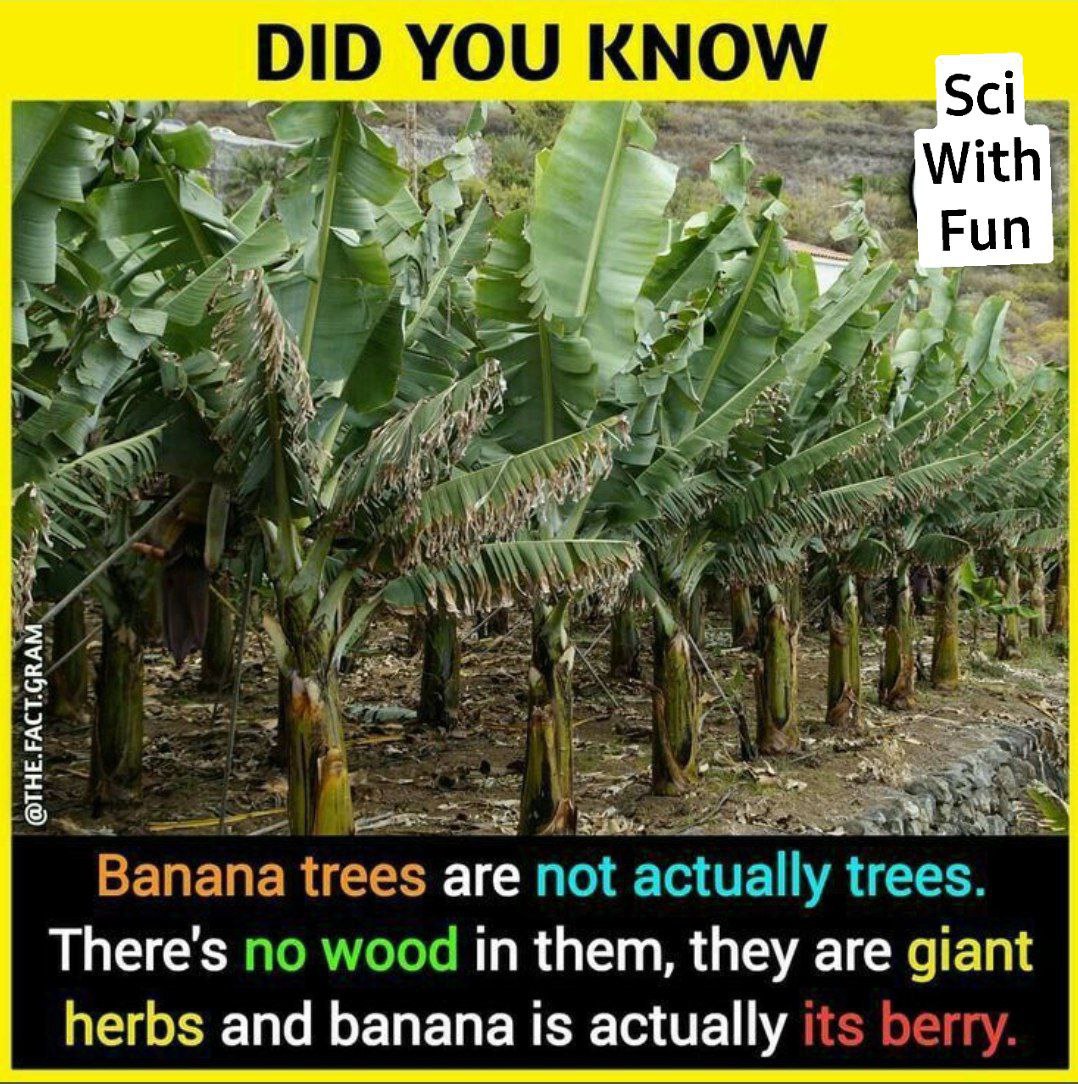 DID YOU KNOW
Sci
With
Fun
@THE.FACT.GRAM
Banana trees are not actually trees.
There's no wood in them, they are giant
herbs and banana is actually its berry.